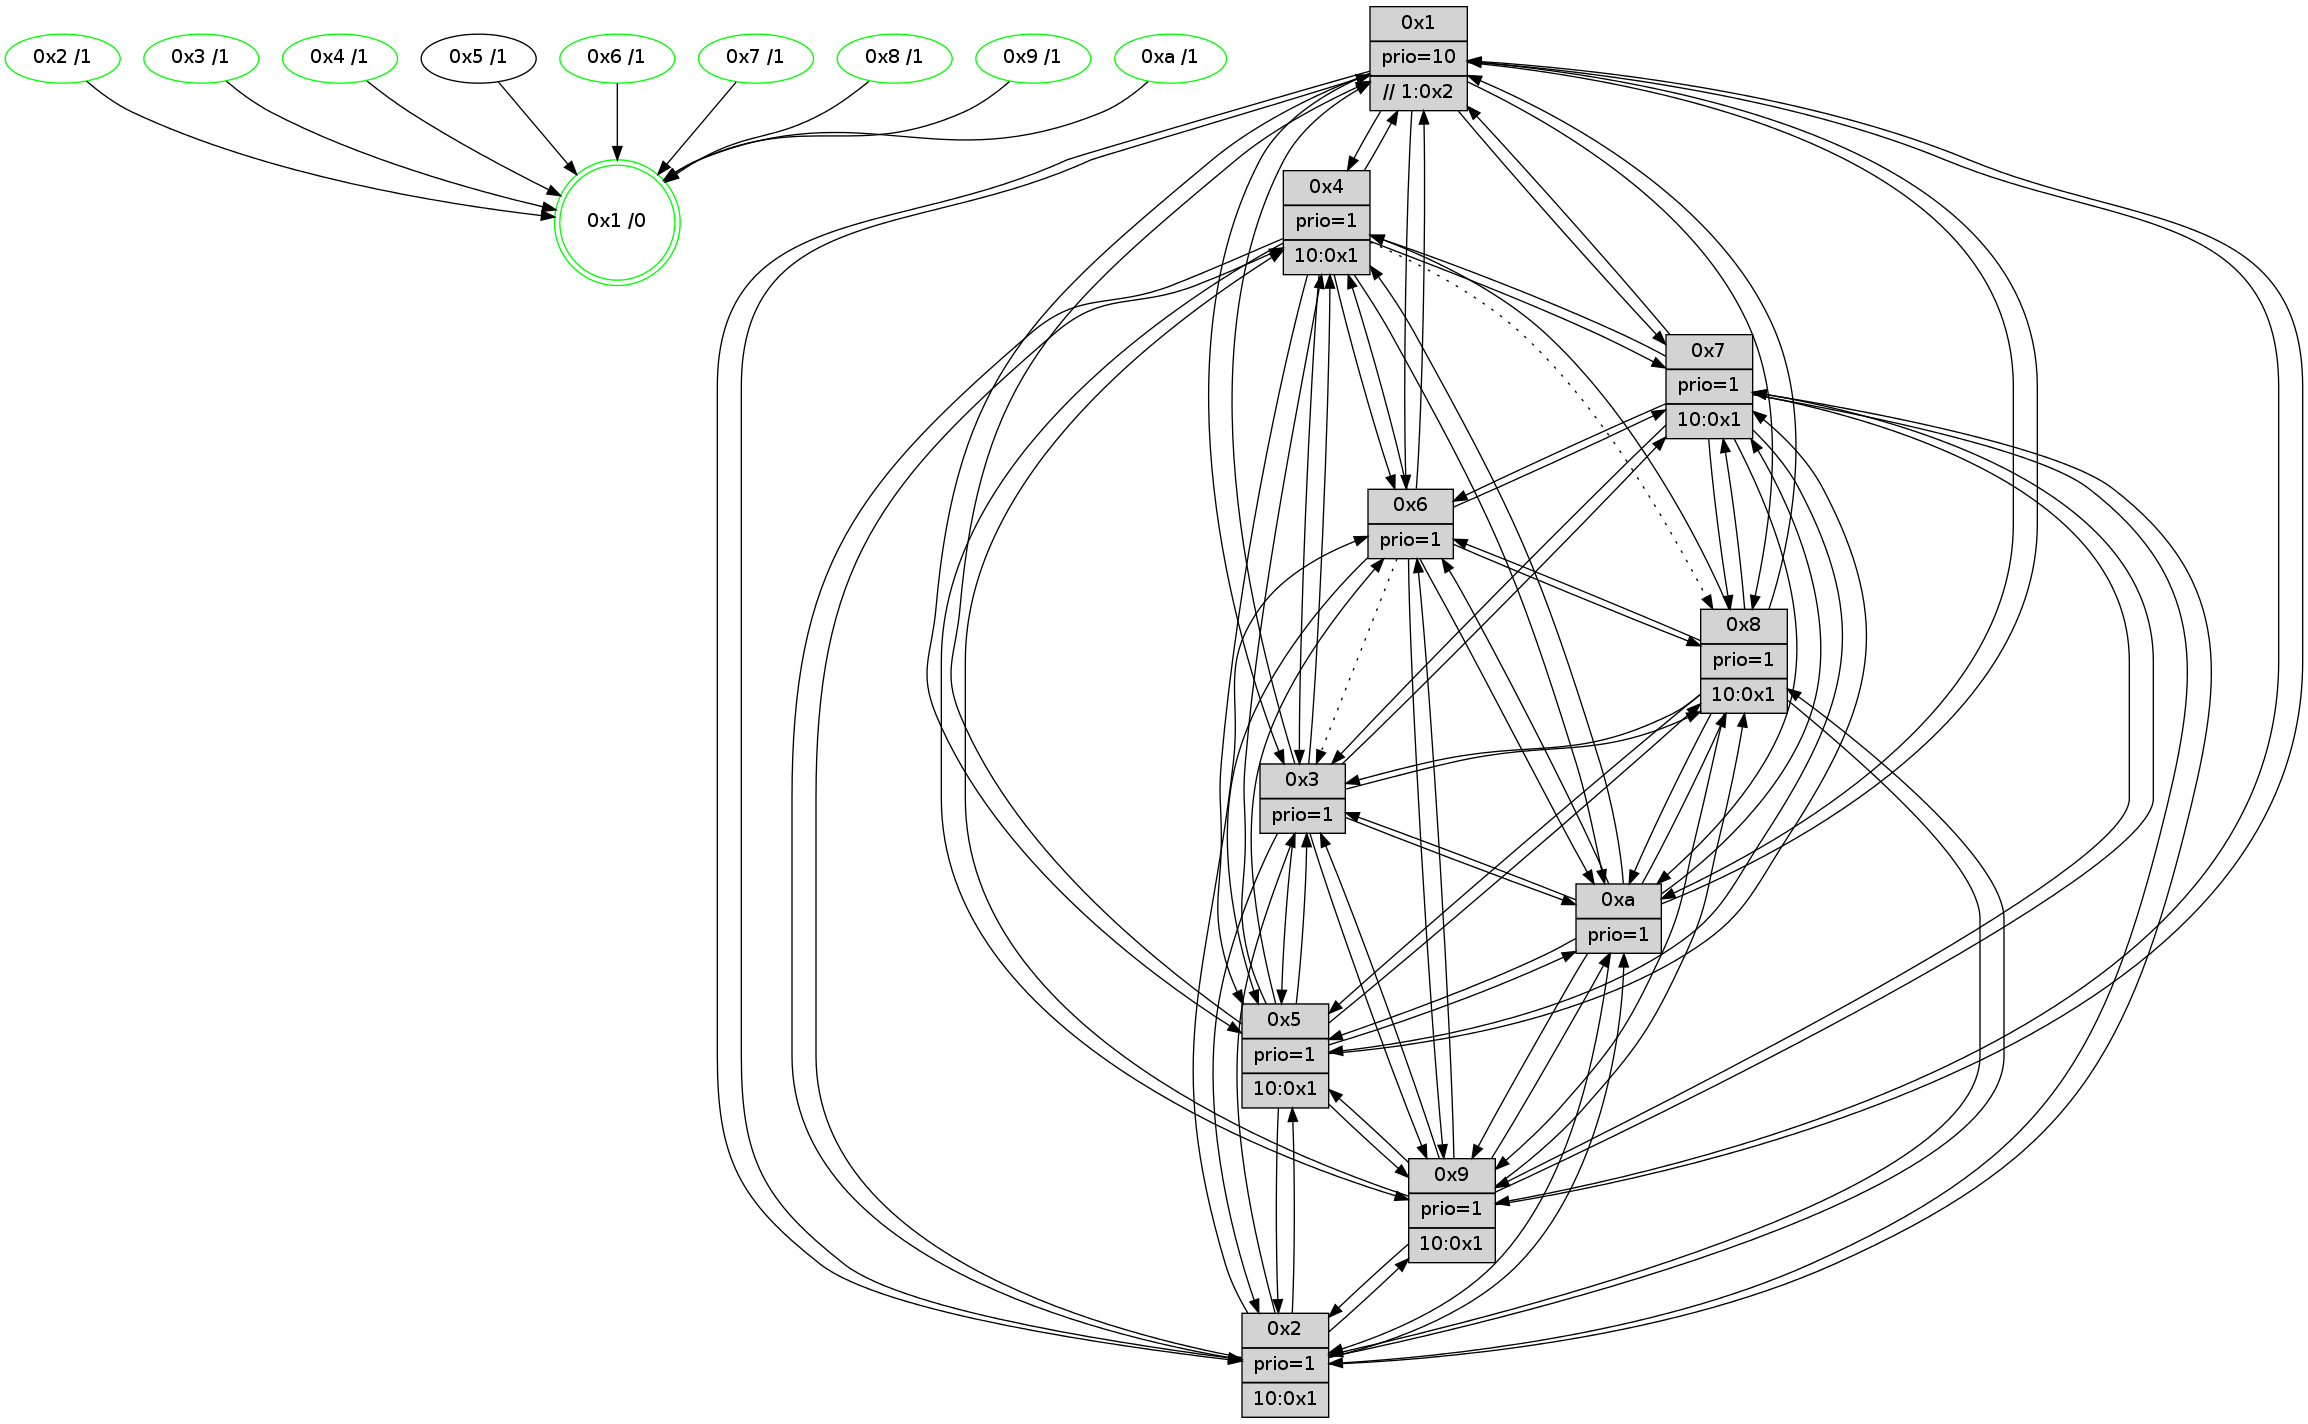 0x2 /1
0x3 /1
0x4 /1
0x5 /1
0x6 /1
0x7 /1
0x8 /1
0x9 /1
0xa /1
0x1 /0
0x1
prio=10
// 1:0x2
0x4
prio=1
10:0x1
0x7
prio=1
10:0x1
0x6
prio=1
0x8
prio=1
10:0x1
0x3
prio=1
0xa
prio=1
0x5
prio=1
10:0x1
0x9
prio=1
10:0x1
0x2
prio=1
10:0x1